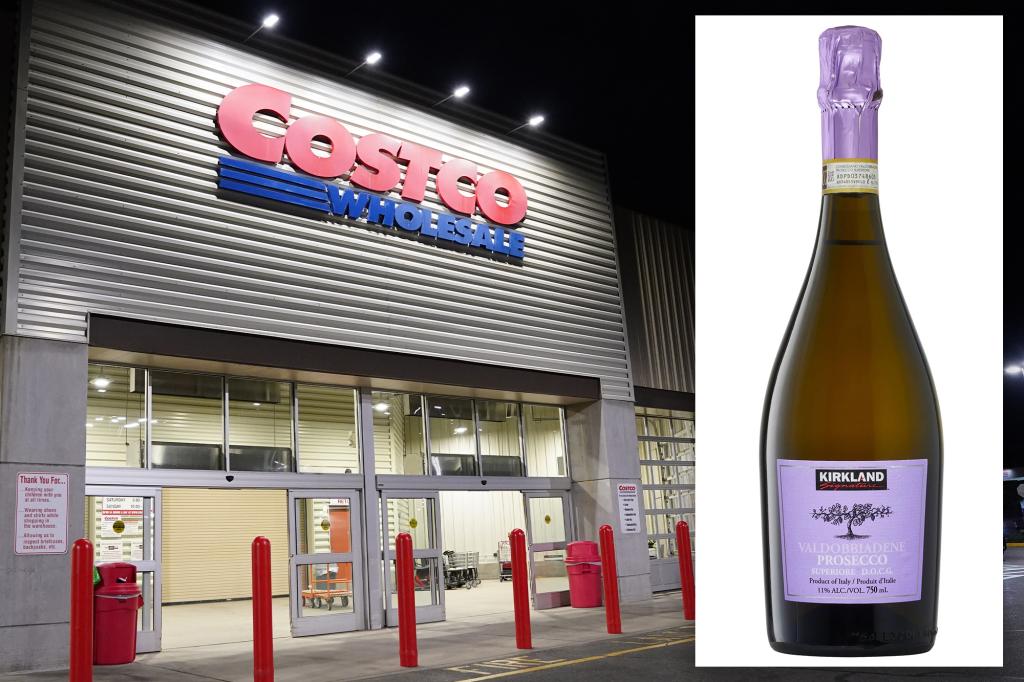 COSTCO
WHOLESALE
Thank You For...
Keeping your
children with you
at all times.
Wearing shoes
and shirts while
shopping in
the warehouse.
Allowing us to
inspect briefcases,
backpacks, etc.
SATURDAY
COSTCO
KIRKLAND
Signature
VALDOBBIADENE
PROSECCO
SUPERIORE D.O.C.G.
Product of Italy / Produit d'Italie
11% ALC./VOL. 750 mL